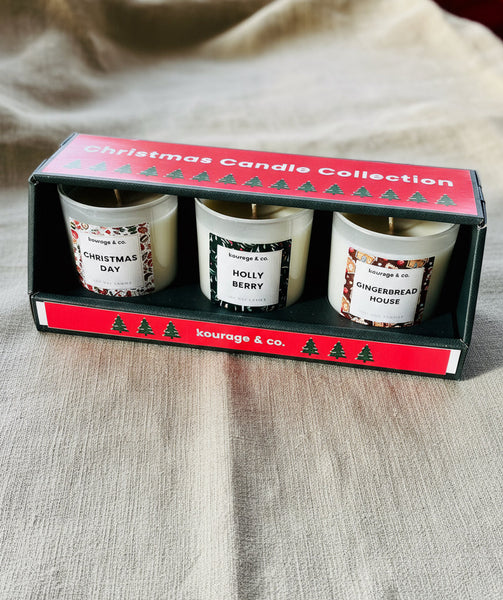 Christmas Candle Collection
kourage & co.
CHRISTMAS
DAY
kourage & co.
HOLLY
BERRY
kourage & co.
GINGERBREAD
HOUSE
kourage & co.